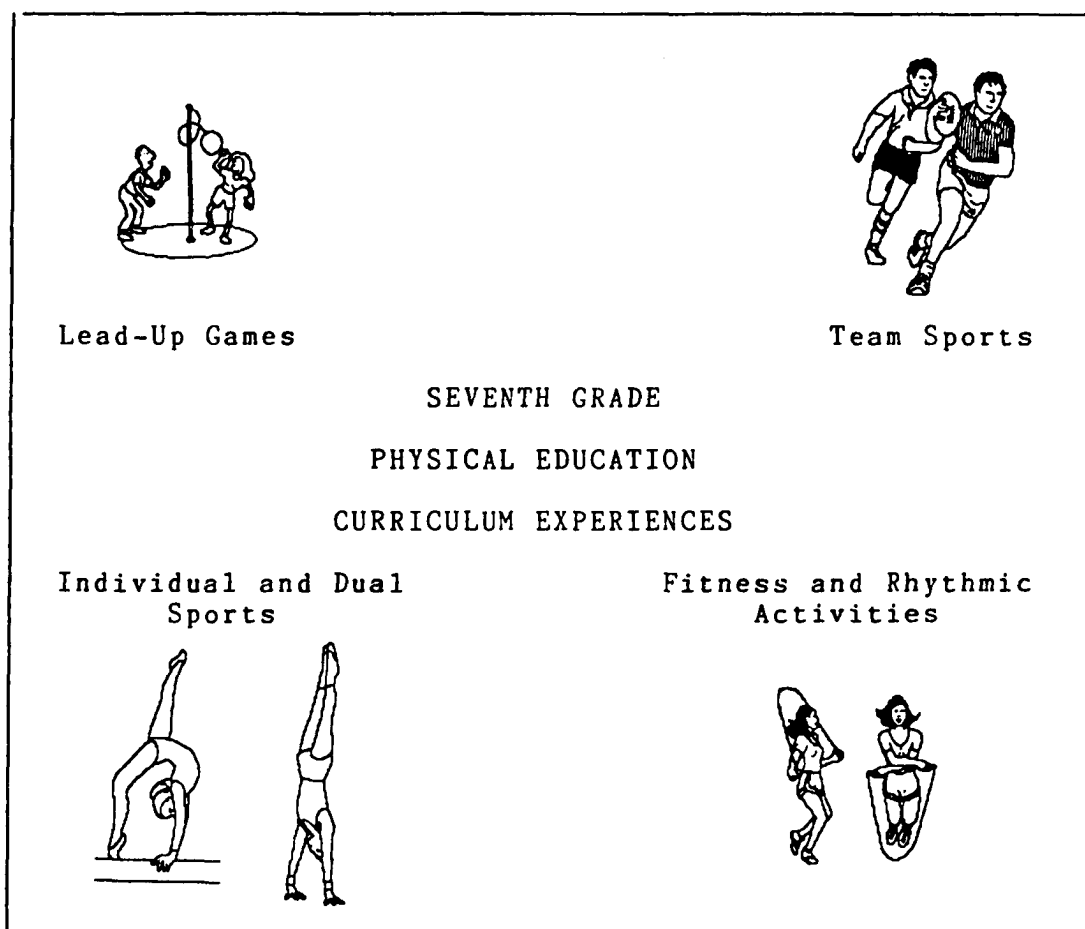 Lead-Up Games
Team Sports
SEVENTH GRADE
PHYSICAL EDUCATION
CURRICULUM EXPERIENCES
Individual and Dual
Sports
Fitness and Rhythmic
Activities